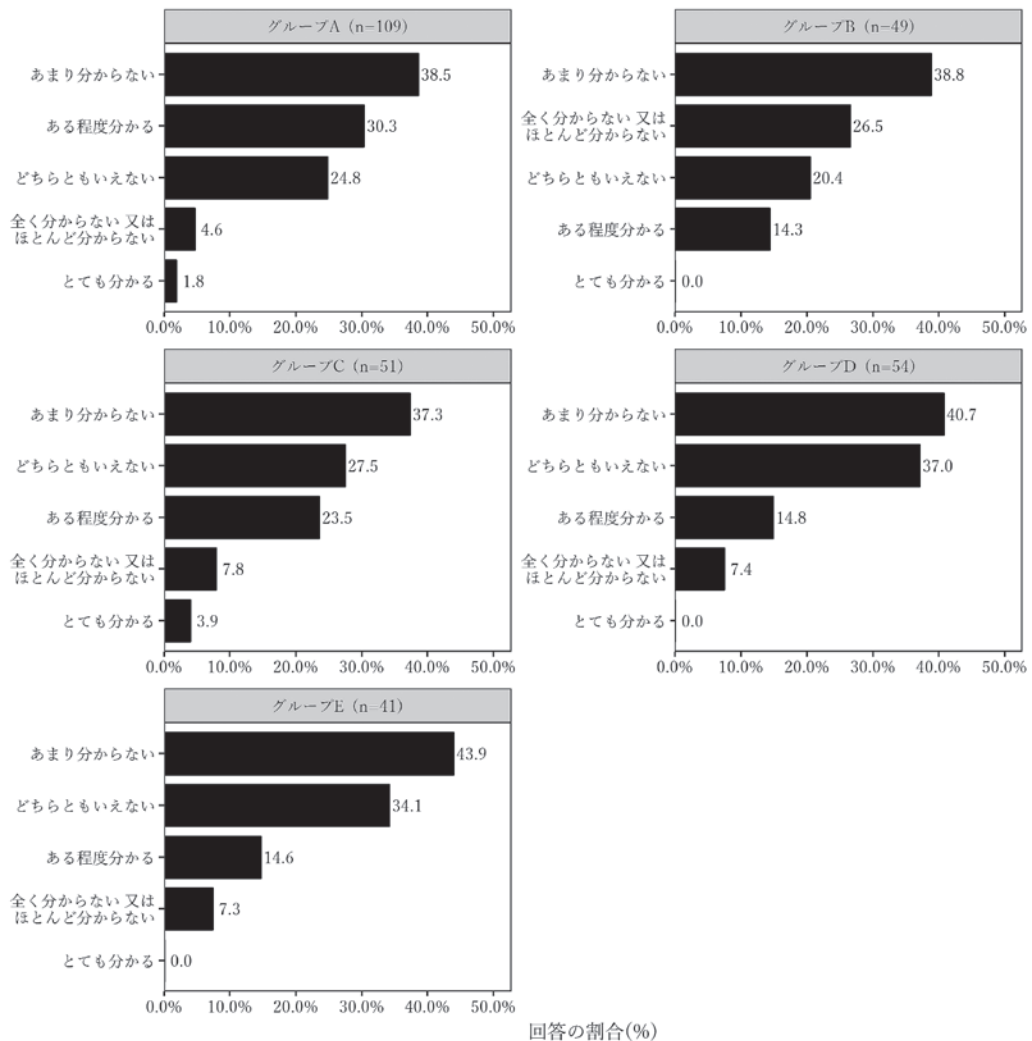 グループA (n=109)
あまり分からない
38.5
ある程度分かる
30.3
どちらともいえない
24.8
全く分からない 又は
ほとんど分からない
4.6
とても分かる
1.8
0.0% 10.0% 20.0% 30.0% 40.0% 50.0%
グループB (n=49)
あまり分からない
38.8
全く分からない 又は
ほとんど分からない
26.5
どちらともいえない
20.4
ある程度分かる
14.3
とても分かる
0.0
0.0% 10.0% 20.0% 30.0% 40.0% 50.0%
グループC (n=51)
あまり分からない
37.3
どちらともいえない
27.5
ある程度分かる
23.5
全く分からない 又は
ほとんど分からない
7.8
とても分かる
3.9
0.0% 10.0% 20.0% 30.0% 40.0% 50.0%
グループD (n=54)
あまり分からない
40.7
どちらともいえない
37.0
ある程度分かる
14.8
全く分からない 又は
ほとんど分からない
7.4
とても分かる
0.0
0.0% 10.0% 20.0% 30.0% 40.0% 50.0%
グループE (n=41)
あまり分からない
43.9
どちらともいえない
34.1
ある程度分かる
14.6
全く分からない 又は
ほとんど分からない
7.3
とても分かる
0.0
0.0% 10.0% 20.0% 30.0% 40.0% 50.0%
回答の割合(%)